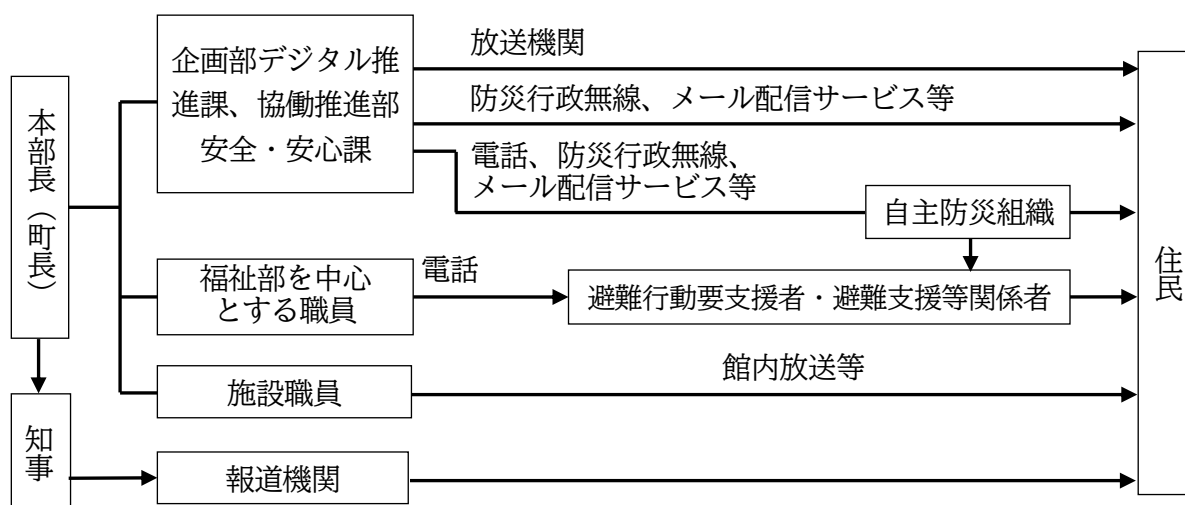 本部長（町長）
知事
企画部デジタル推
進課、協働推進部
安全・安心課
放送機関
防災行政無線、メール配信サービス等
電話、防災行政無線、
メール配信サービス等
自主防災組織
福祉部を中心
とする職員
電話
避難行動要支援者・避難支援等関係者
施設職員
館内放送等
報道機関
住民